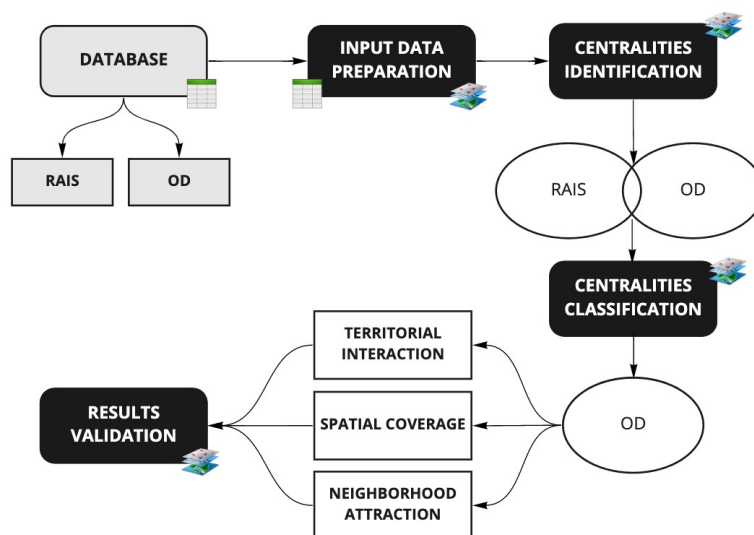 DATABASE
INPUT DATA
PREPARATION
CENTRALITIES
IDENTIFICATION
RAIS
OD
RAIS
OD
CENTRALITIES
CLASSIFICATION
TERRITORIAL
INTERACTION
RESULTS
VALIDATION
SPATIAL COVERAGE
OD
NEIGHBORHOOD
ATTRACTION